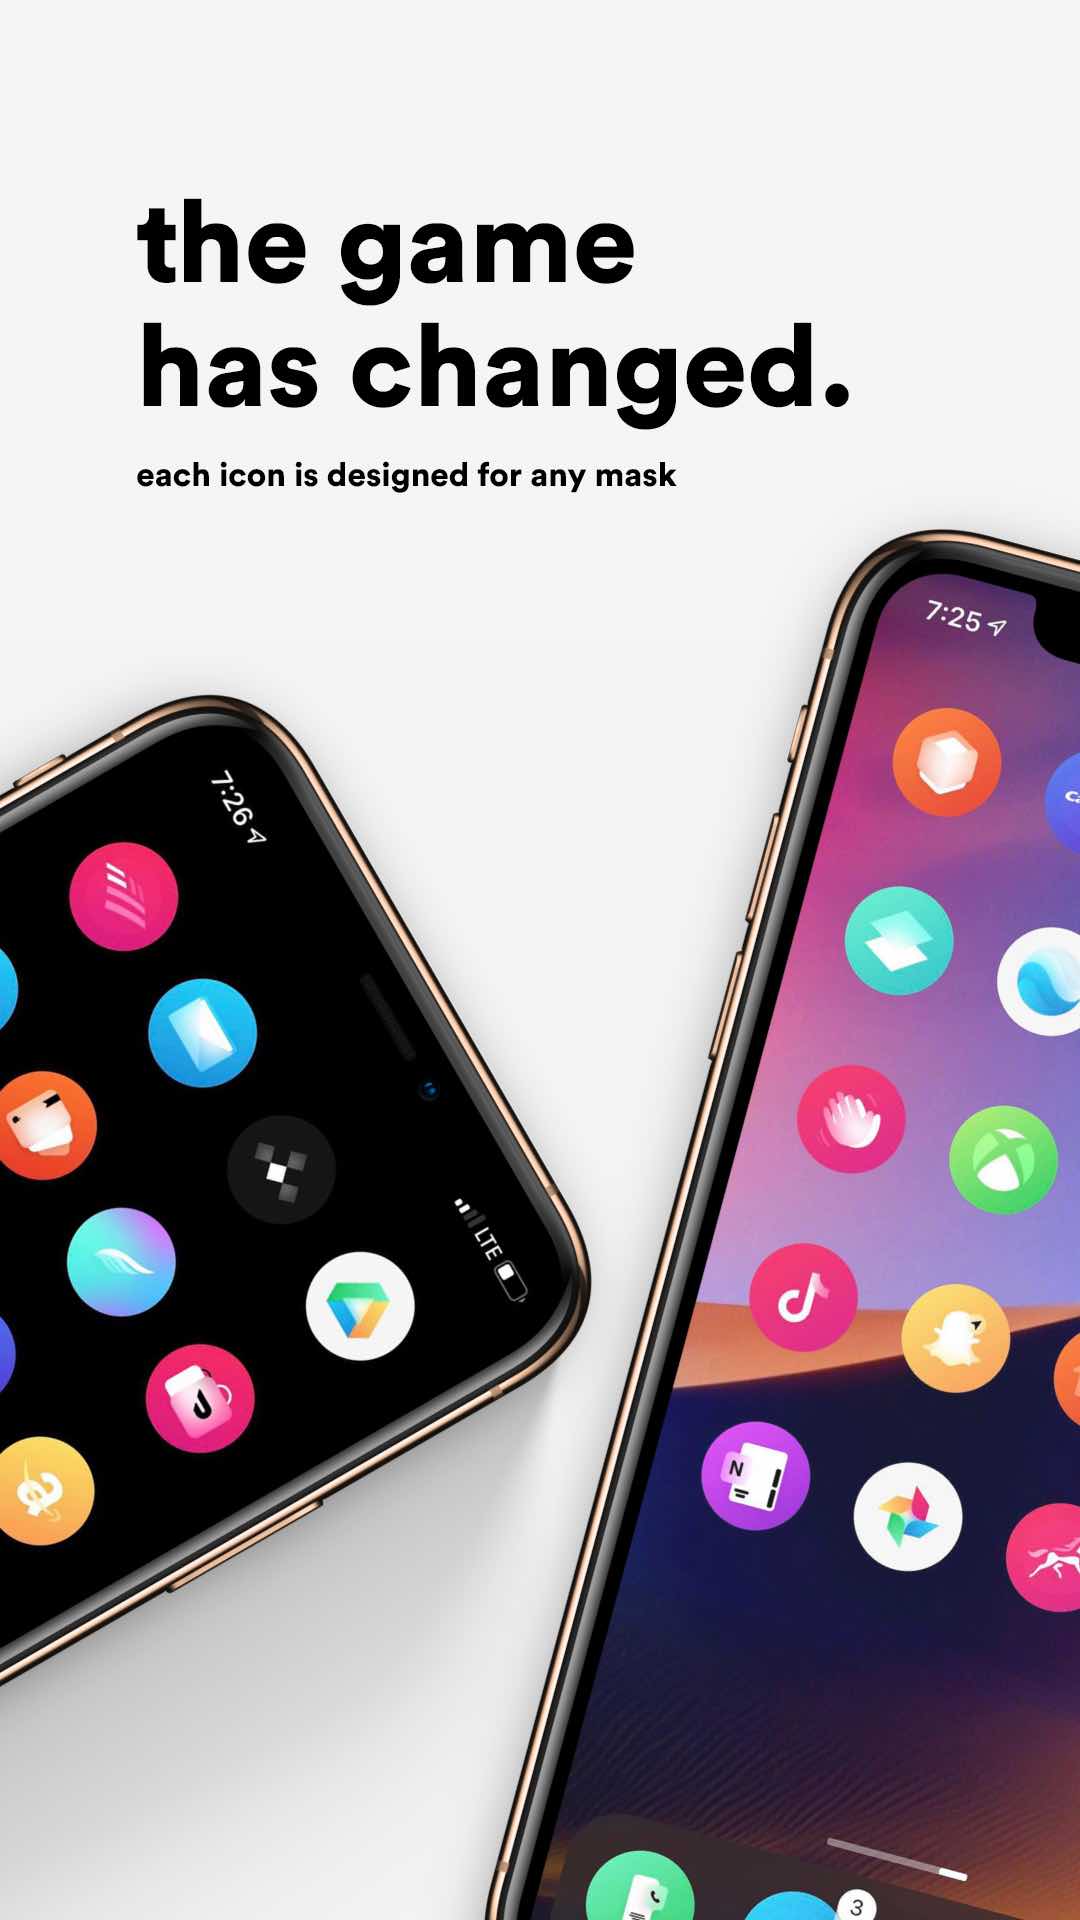 the game
has changed.
each icon is designed for any mask
7:25
7:26
LTE
N
3